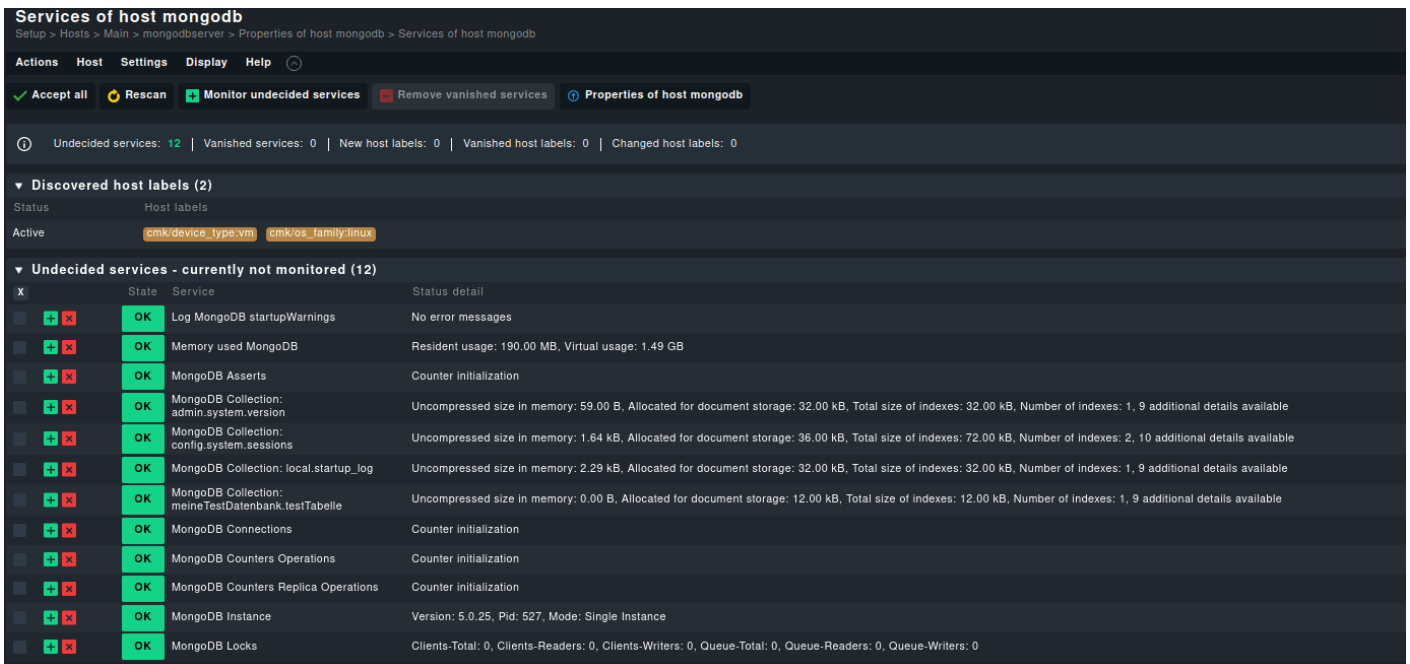 Services of host mongodb
Setup > Hosts > Main > mongodbserver > Properties of host mongodb > Services of host mongodb
Actions Host Settings Display Help
Accept all Rescan Monitor undecided services Remove vanished services Properties of host mongodb
Undecided services: 12 | Vanished services: 0 | New host labels: 0 | Vanished host labels: 0 | Changed host labels: 0
Discovered host labels (2)
Status Host labels
Active cmk/device_type:vm cmk/os_family:linux
Undecided services - currently not monitored (12)
X State Service Status detail
OK Log MongoDB startupWarnings No error messages
OK Memory used MongoDB Resident usage: 190.00 MB, Virtual usage: 1.49 GB
OK MongoDB Asserts Counter initialization
OK MongoDB Collection:
admin.system.version Uncompressed size in memory: 59.00 B, Allocated for document storage: 32.00 kB, Total size of indexes: 32.00 kB, Number of indexes: 1, 9 additional details available
OK MongoDB Collection:
config.system.sessions Uncompressed size in memory: 1.64 kB, Allocated for document storage: 36.00 kB, Total size of indexes: 72.00 kB, Number of indexes: 2, 10 additional details available
OK MongoDB Collection: local.startup_log Uncompressed size in memory: 2.29 kB, Allocated for document storage: 32.00 kB, Total size of indexes: 32.00 kB, Number of indexes: 1, 9 additional details available
OK MongoDB Collection:
meineTestDatenbank.testTabelle Uncompressed size in memory: 0.00 B, Allocated for document storage: 12.00 kB, Total size of indexes: 12.00 kB, Number of indexes: 1, 9 additional details available
OK MongoDB Connections Counter initialization
OK MongoDB Counters Operations Counter initialization
OK MongoDB Counters Replica Operations Counter initialization
OK MongoDB Instance Version: 5.0.25, Pid: 527, Mode: Single Instance
OK MongoDB Locks Clients-Total: 0, Clients-Readers: 0, Clients-Writers: 0, Queue-Total: 0, Queue-Readers: 0, Queue-Writers: 0